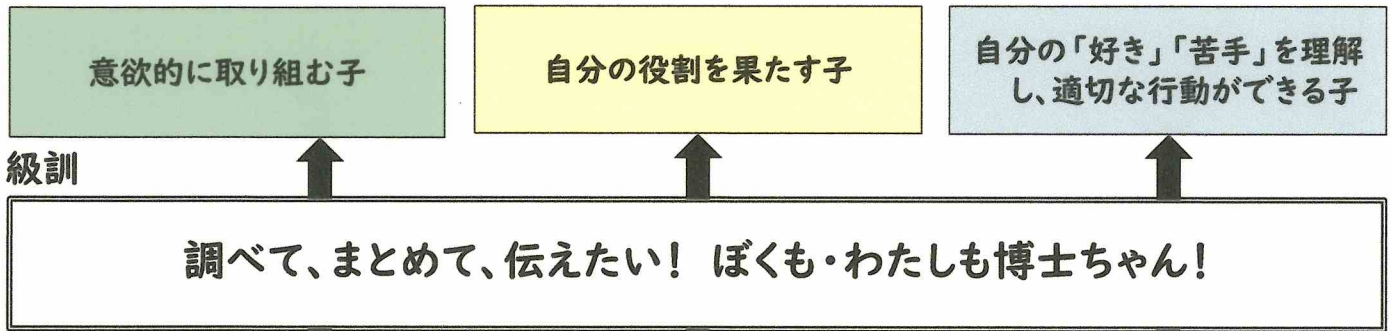 意欲的に取り組む子
自分の役割を果たす子
自分の「好き」「苦手」を理解
し、適切な行動ができる子
級訓
調べて、まとめて、伝えたい! ぼくも・わたしも博士ちゃん!